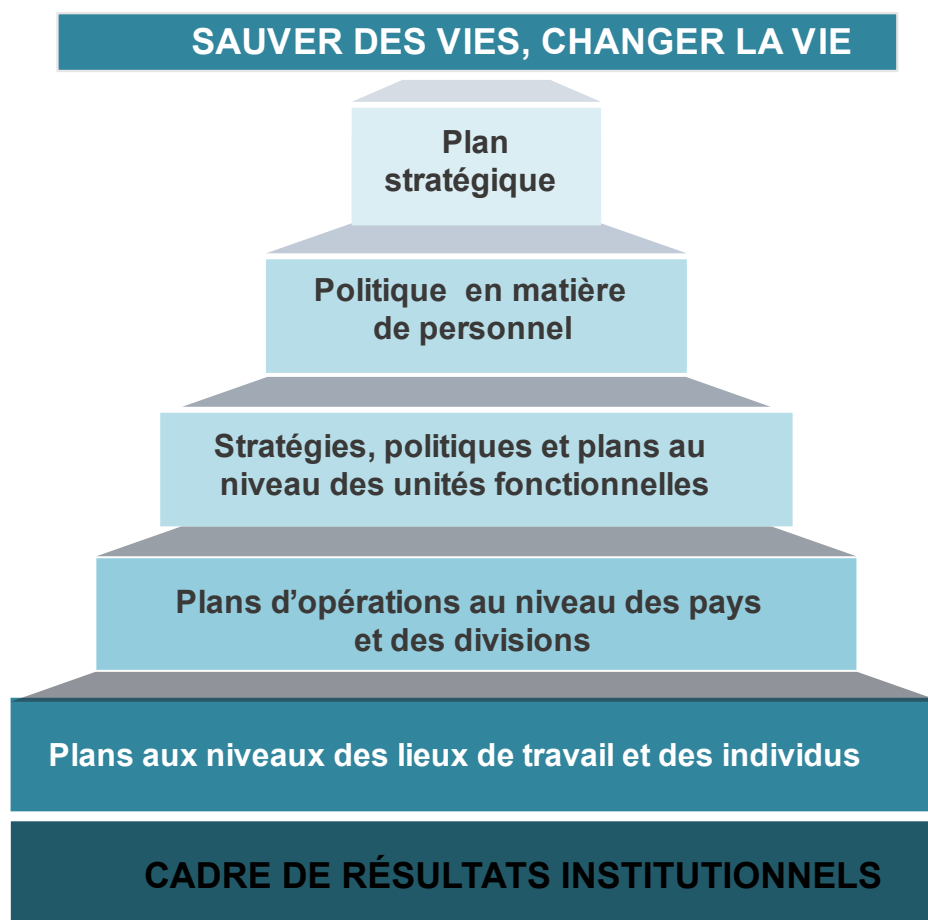 SAUVER DES VIES, CHANGER LA VIE
Plan
stratégique
Politique en matière
de personnel
Stratégies, politiques et plans au
niveau des unités fonctionnelles
Plans d’opérations au niveau des pays
et des divisions
Plans aux niveaux des lieux de travail et des individus
CADRE DE RÉSULTATS INSTITUTIONNELS